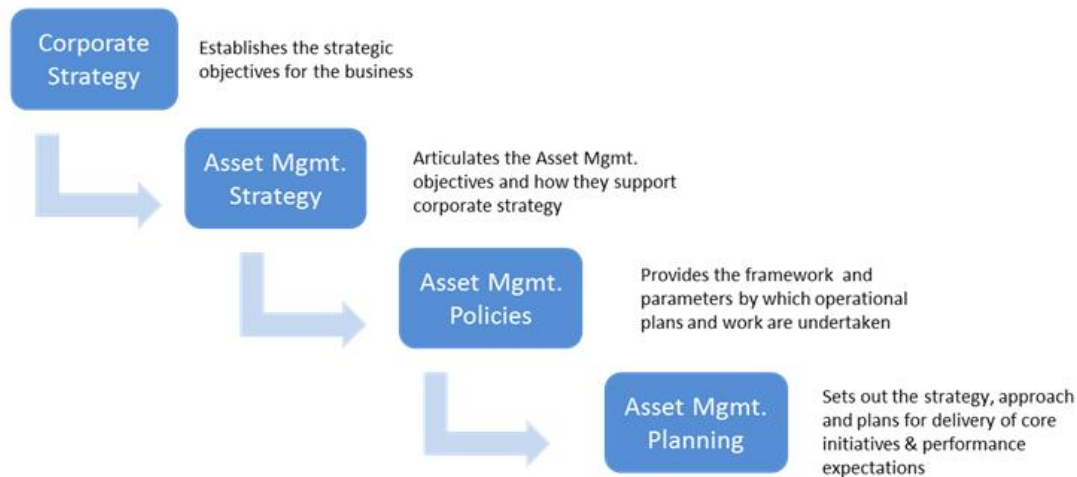 Corporate
Strategy
Establishes the strategic
objectives for the business
Asset Mgmt.
Strategy
Articulates the Asset Mgmt.
objectives and how they support
corporate strategy
Asset Mgmt.
Policies
Provides the framework and
parameters by which operational
plans and work are undertaken
Asset Mgmt.
Planning
Sets out the strategy, approach
and plans for delivery of core
initiatives & performance
expectations